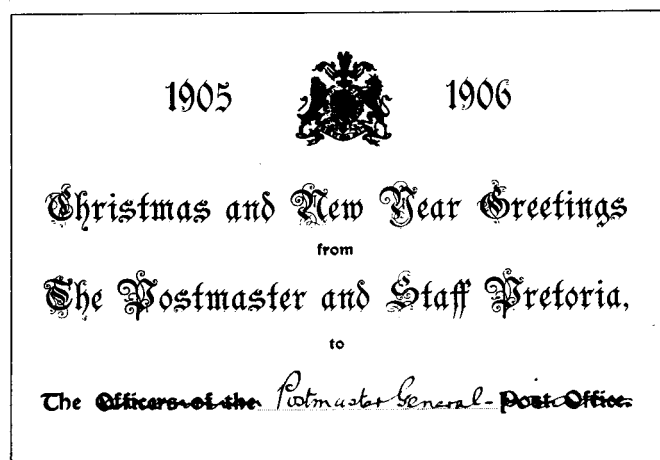 1905 1906
Christmas and New Year Greetings
from
The Postmaster and Staff Pretoria,
to
The Officers of the Postmaster General - Post Office.